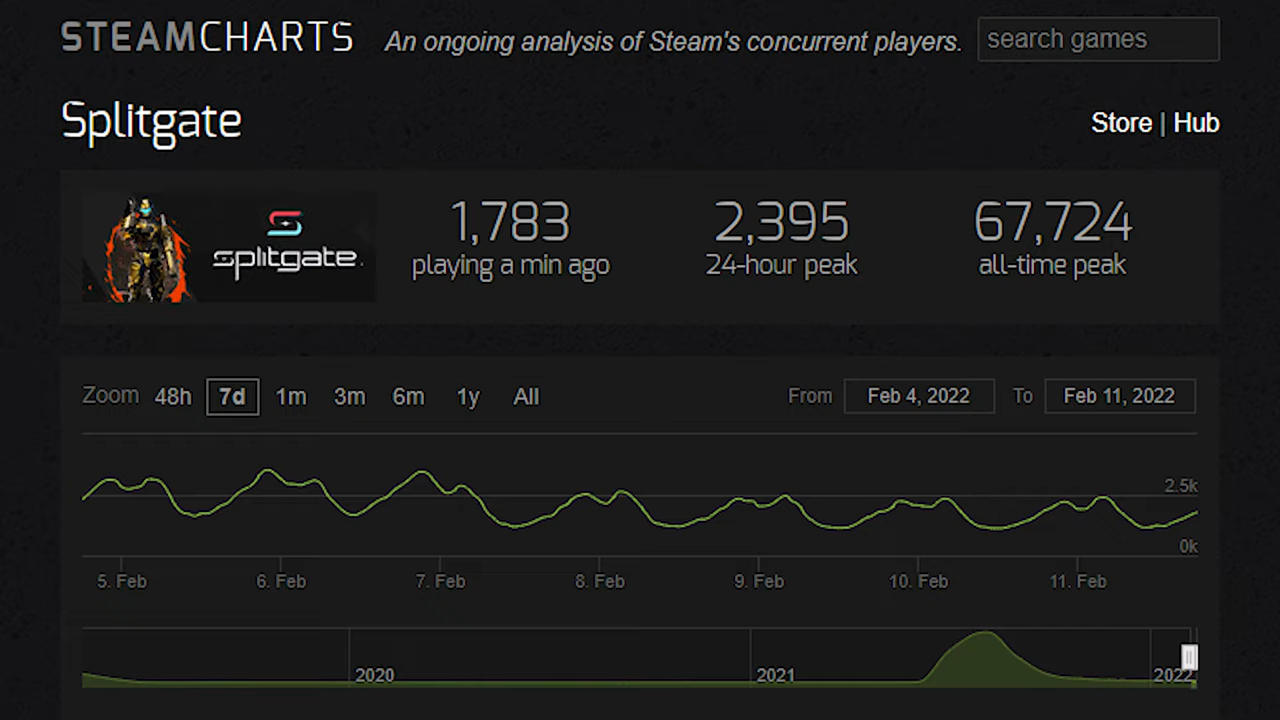 STEAMCHARTS An ongoing analysis of Steam's concurrent players. search games
Splitgate Store | Hub
splitgate.
1,783 2,395 67,724
playing a min ago 24-hour peak all-time peak
Zoom 48h 7d 1m 3m 6m 1y All From Feb 4, 2022 To Feb 11, 2022
2.5k
0k
5. Feb 6. Feb 7. Feb 8. Feb 9. Feb 10. Feb 11. Feb
2020 2021 2022